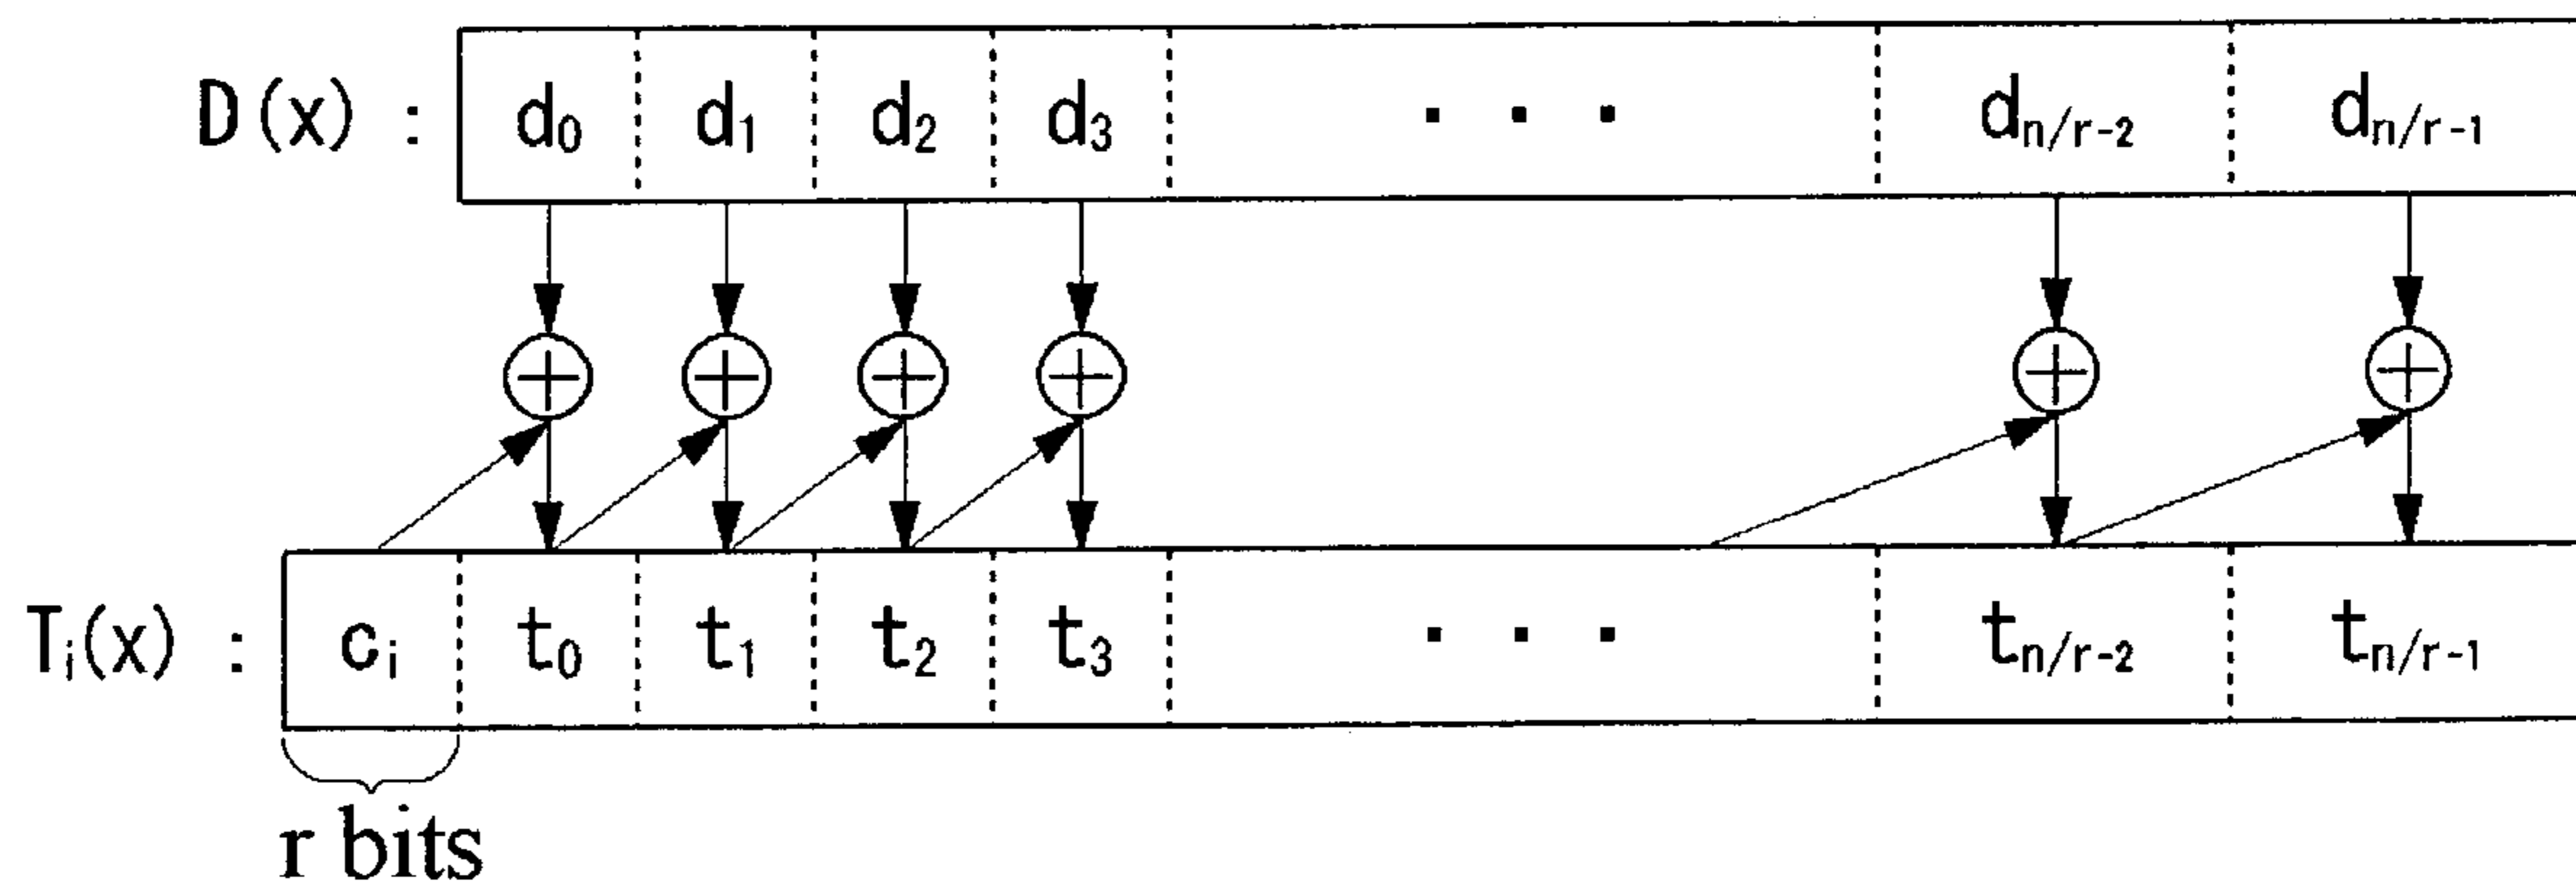 D(x) : d₀ d₁ d₂ d₃ · · · dₙ/ᵣ₋₂ dₙ/ᵣ₋₁
+ + + + + +
Tᵢ(x) : cᵢ t₀ t₁ t₂ t₃ · · · tₙ/ᵣ₋₂ tₙ/ᵣ₋₁
r bits